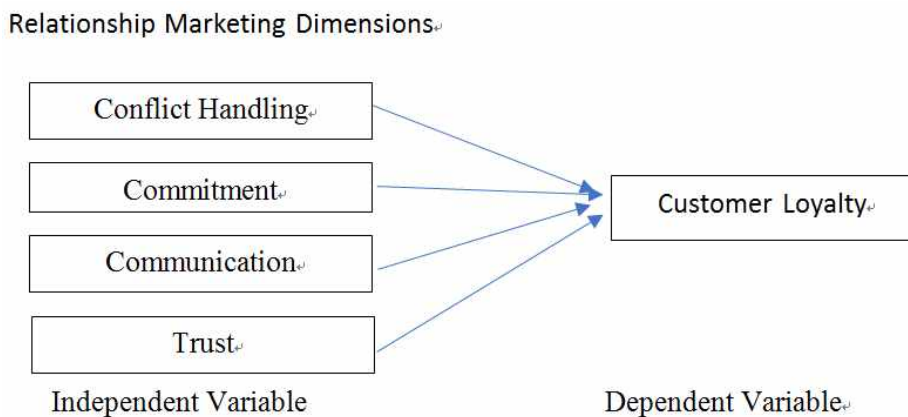 Relationship Marketing Dimensions
Conflict Handling
Commitment
Customer Loyalty
Communication
Trust
Independent Variable
Dependent Variable